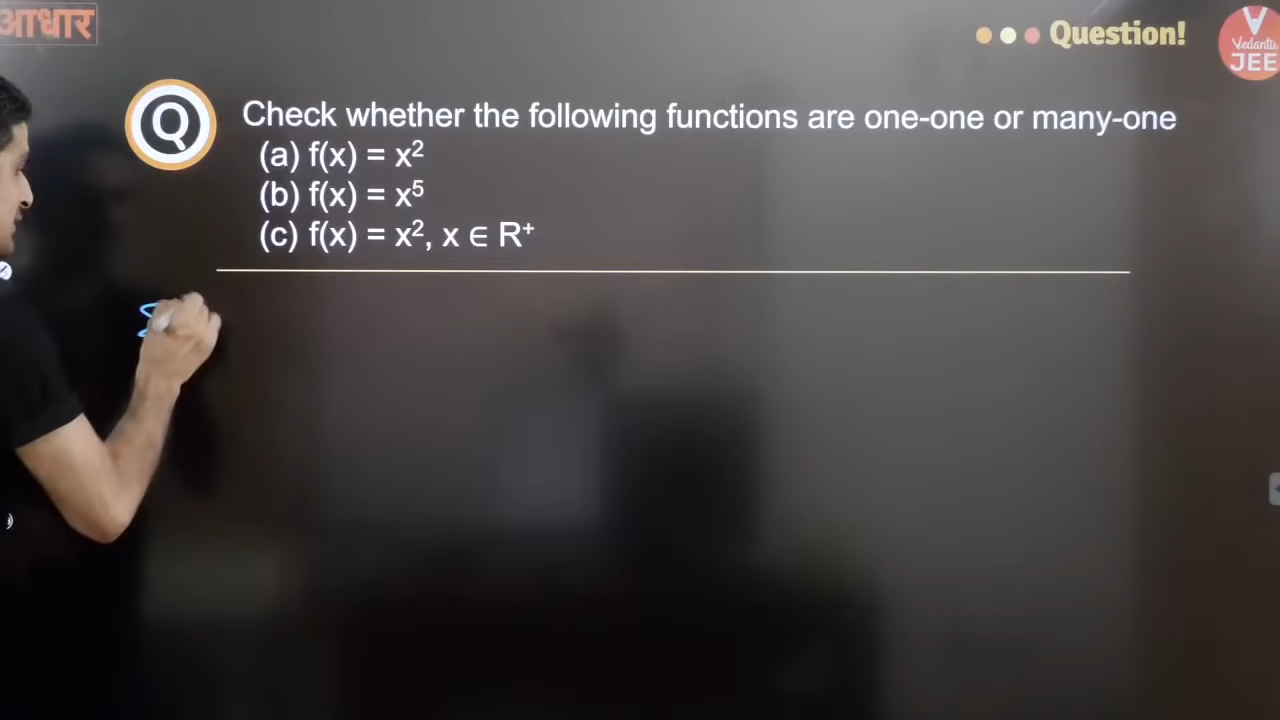 आधार
Question!
Vedantu
JEE
Q
Check whether the following functions are one-one or many-one
(a) f(x) = x²
(b) f(x) = x⁵
(c) f(x) = x², x ∈ R⁺